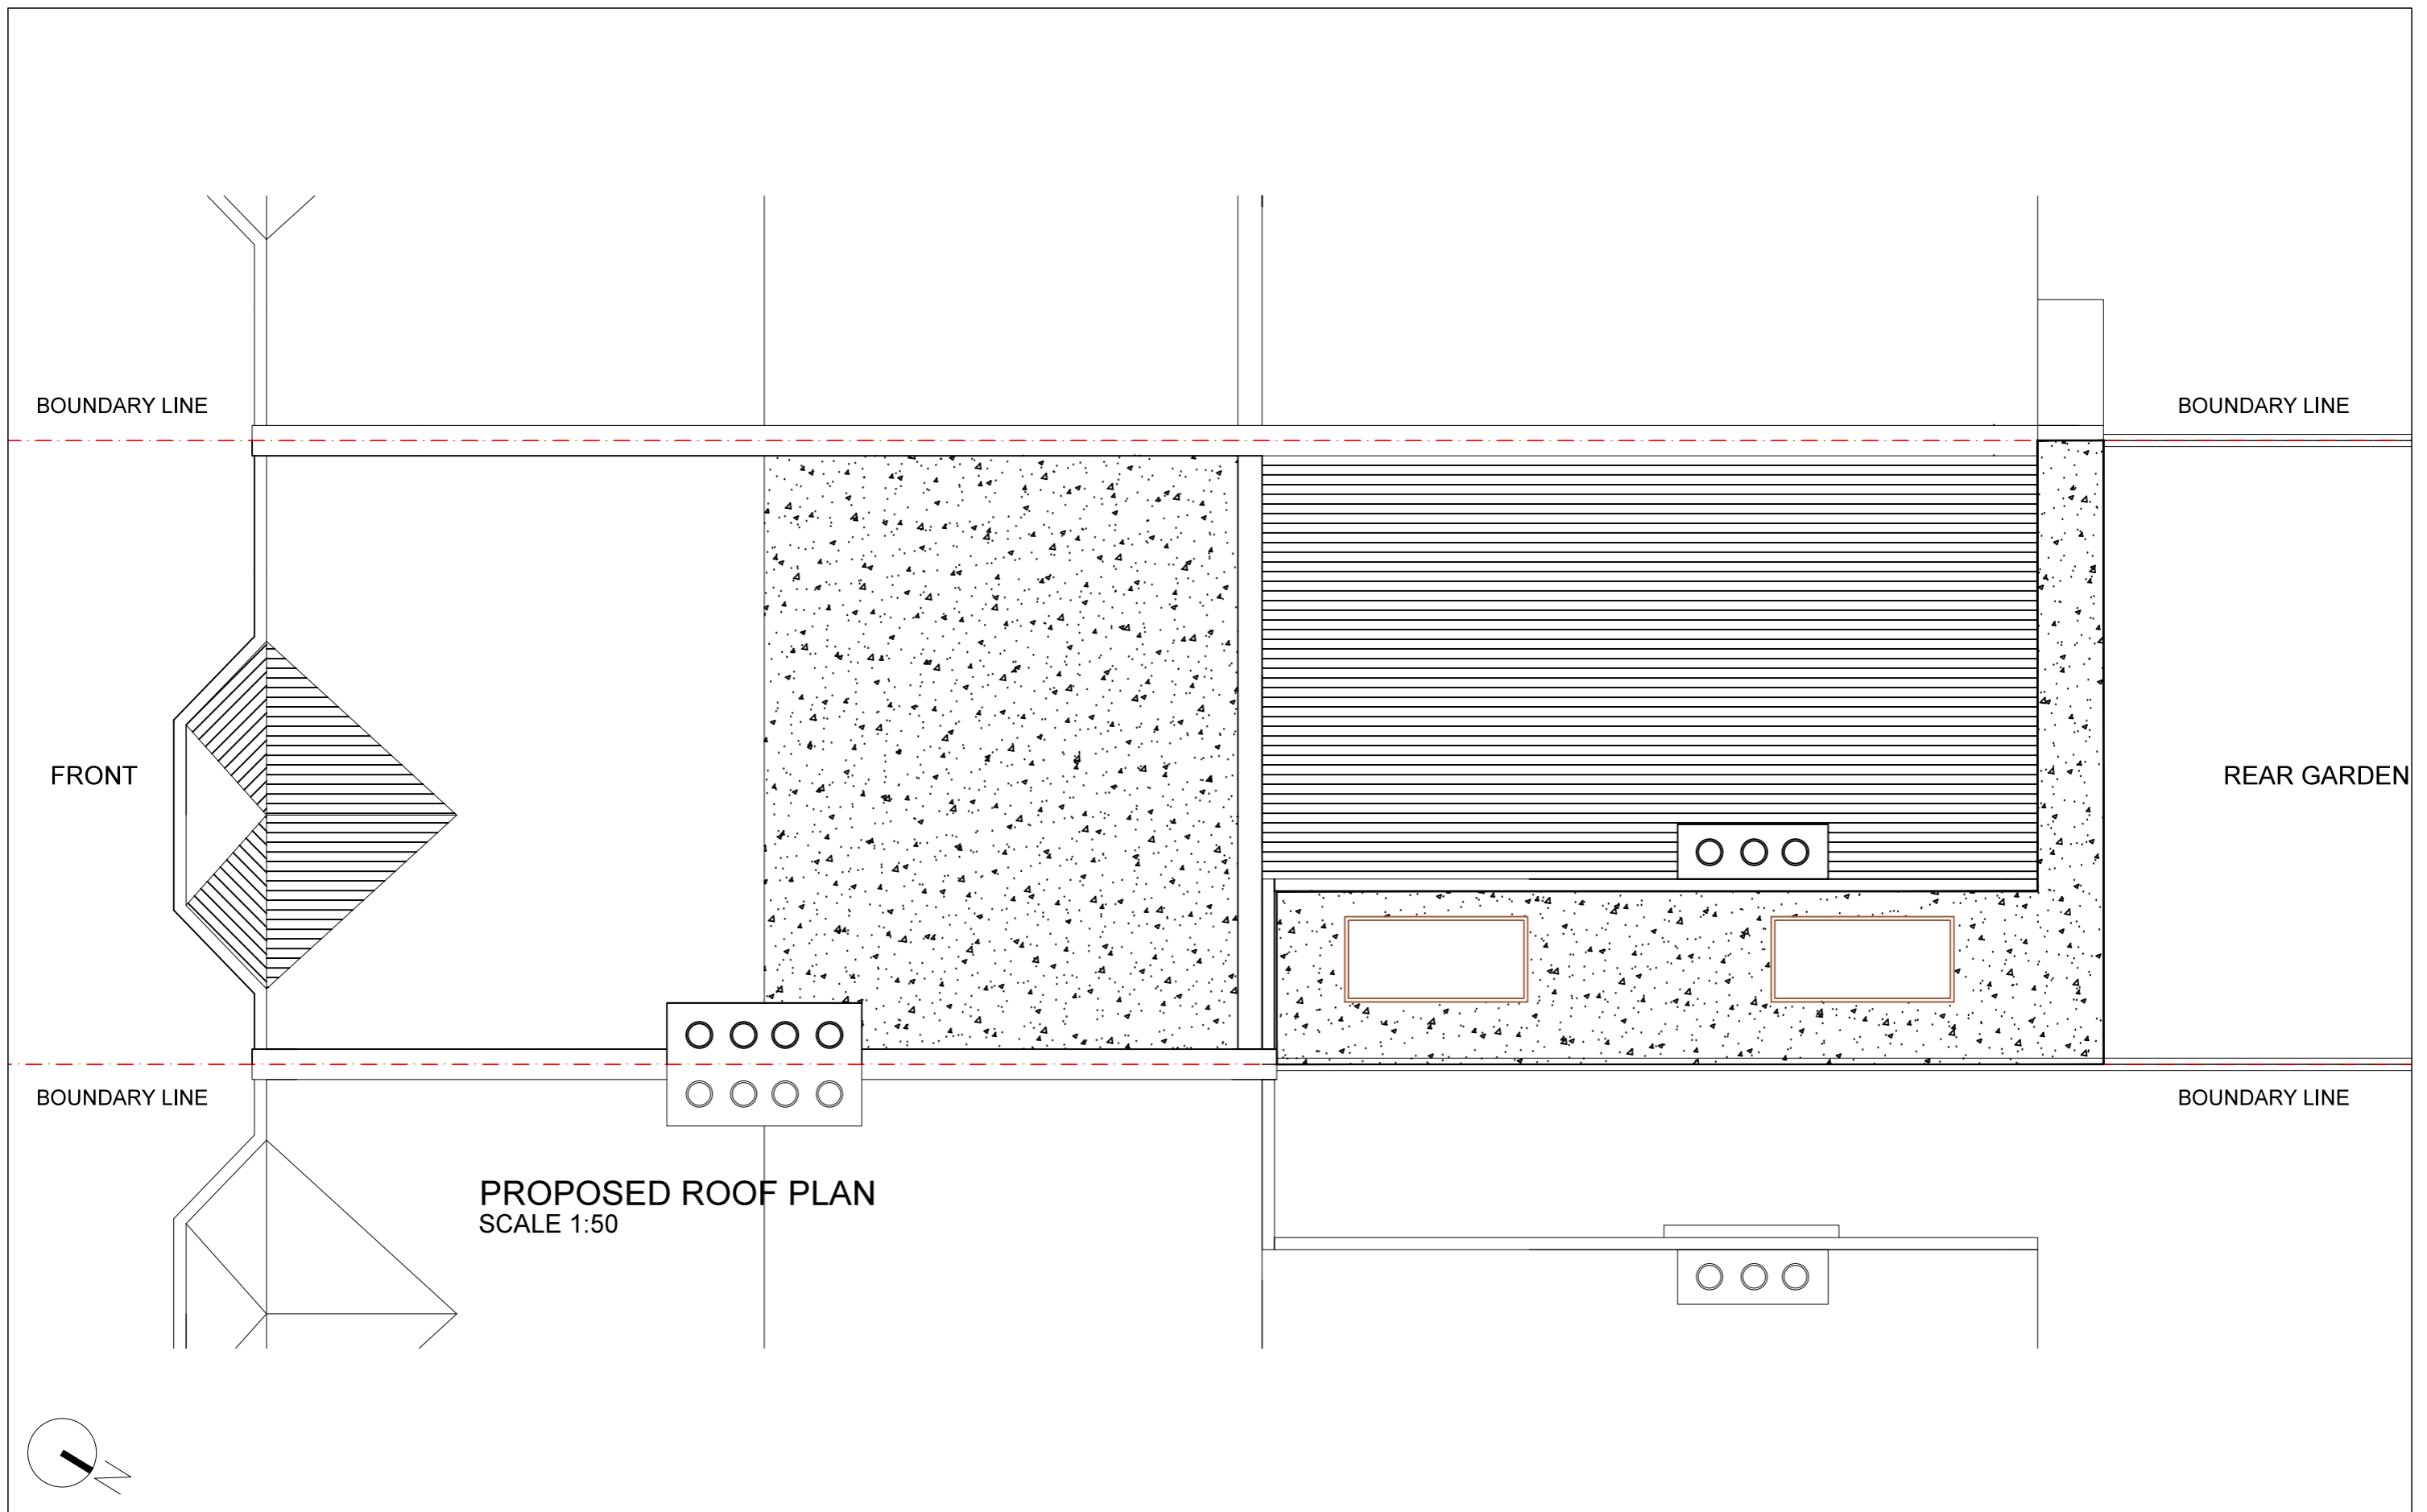 BOUNDARY LINE
BOUNDARY LINE
FRONT
REAR GARDEN
BOUNDARY LINE
BOUNDARY LINE
PROPOSED ROOF PLAN
SCALE 1:50
N